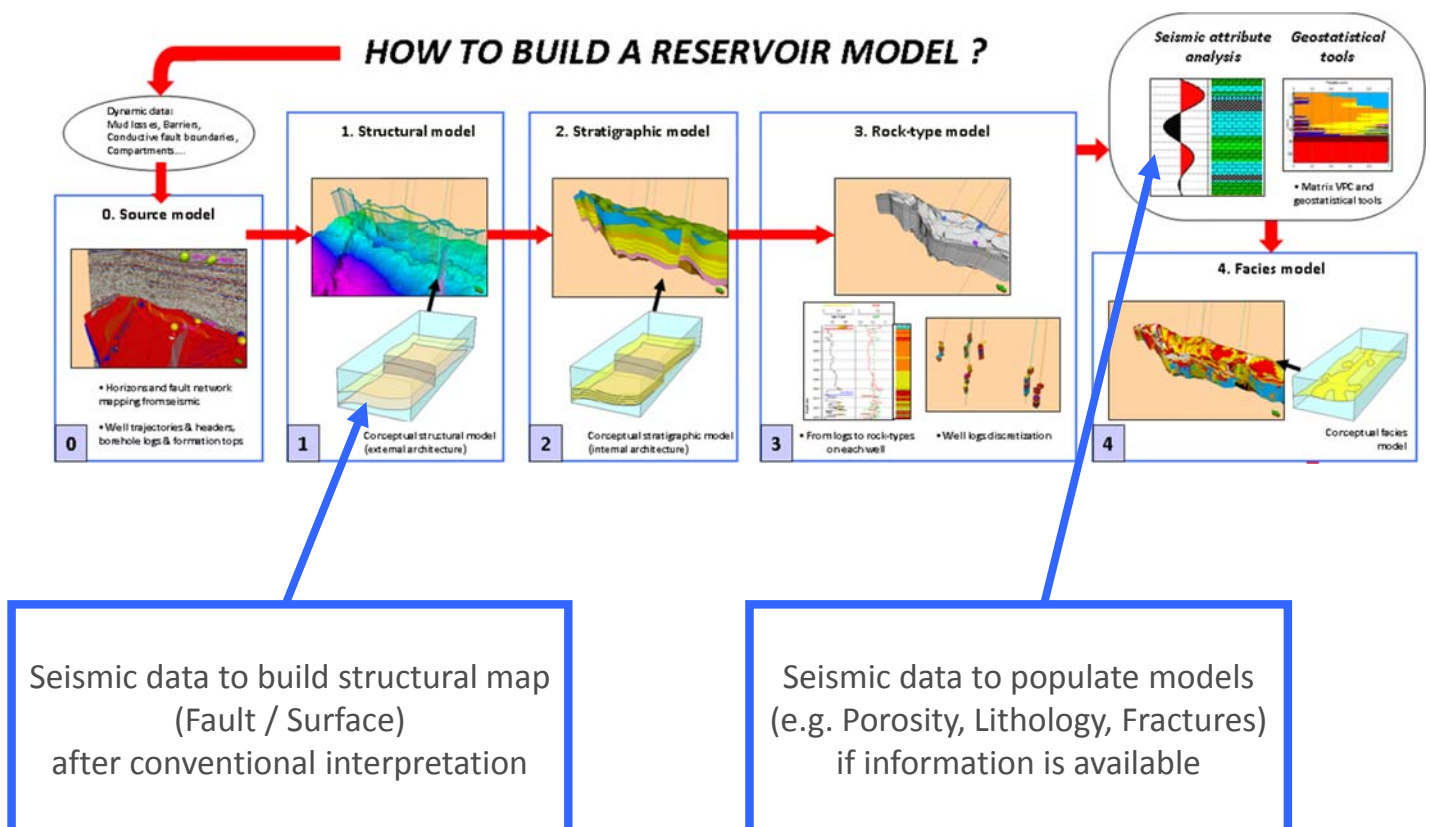 HOW TO BUILD A RESERVOIR MODEL ?
Dynamic data:
Mud losses, Barriers,
Conductive fault boundaries,
Compartments....
0. Source model
• Horizons and fault network
mapping from seismic
• Well trajectories & headers,
borehole logs & formation tops
0
1. Structural model
Conceptual structural model
(external architecture)
1
2. Stratigraphic model
Conceptual stratigraphic model
(internal architecture)
2
3. Rock-type model
• From logs to rock-types
on each well
• Well logs discretization
3
Seismic attribute
analysis
Geostatistical
tools
• Matrix VPC and
geostatistical tools
4. Facies model
Conceptual facies
model
4
Seismic data to build structural map
(Fault / Surface)
after conventional interpretation
Seismic data to populate models
(e.g. Porosity, Lithology, Fractures)
if information is available